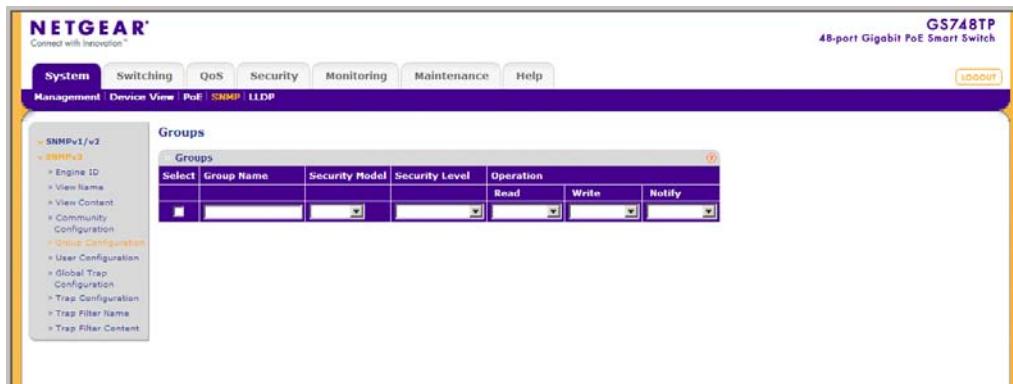 NETGEAR®
Connect with Innovation™
GS748TP
48-port Gigabit PoE Smart Switch
System Switching QoS Security Monitoring Maintenance Help
LOGOUT
Management Device View PoE SNMP LLDP
SNMPv1/v2
SNMPv3
Engine ID
View Name
View Content
Community
Configuration
Group Configuration
User Configuration
Global Trap
Configuration
Trap Configuration
Trap Filter Name
Trap Filter Content
Groups
Groups
Select Group Name Security Model Security Level Operation
Read Write Notify